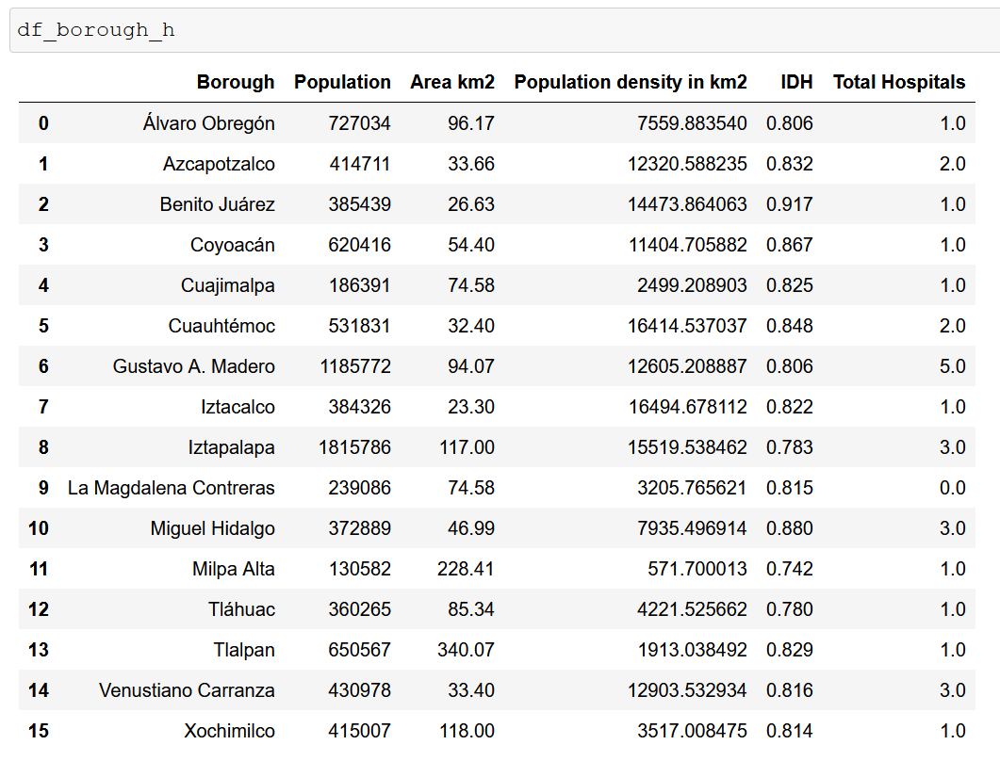 df_borough_h
Borough Population Area km2 Population density in km2 IDH Total Hospitals
0 Álvaro Obregón 727034 96.17 7559.883540 0.806 1.0
1 Azcapotzalco 414711 33.66 12320.588235 0.832 2.0
2 Benito Juárez 385439 26.63 14473.864063 0.917 1.0
3 Coyoacán 620416 54.40 11404.705882 0.867 1.0
4 Cuajimalpa 186391 74.58 2499.208903 0.825 1.0
5 Cuauhtémoc 531831 32.40 16414.537037 0.848 2.0
6 Gustavo A. Madero 1185772 94.07 12605.208887 0.806 5.0
7 Iztacalco 384326 23.30 16494.678112 0.822 1.0
8 Iztapalapa 1815786 117.00 15519.538462 0.783 3.0
9 La Magdalena Contreras 239086 74.58 3205.765621 0.815 0.0
10 Miguel Hidalgo 372889 46.99 7935.496914 0.880 3.0
11 Milpa Alta 130582 228.41 571.700013 0.742 1.0
12 Tláhuac 360265 85.34 4221.525662 0.780 1.0
13 Tlalpan 650567 340.07 1913.038492 0.829 1.0
14 Venustiano Carranza 430978 33.40 12903.532934 0.816 3.0
15 Xochimilco 415007 118.00 3517.008475 0.814 1.0